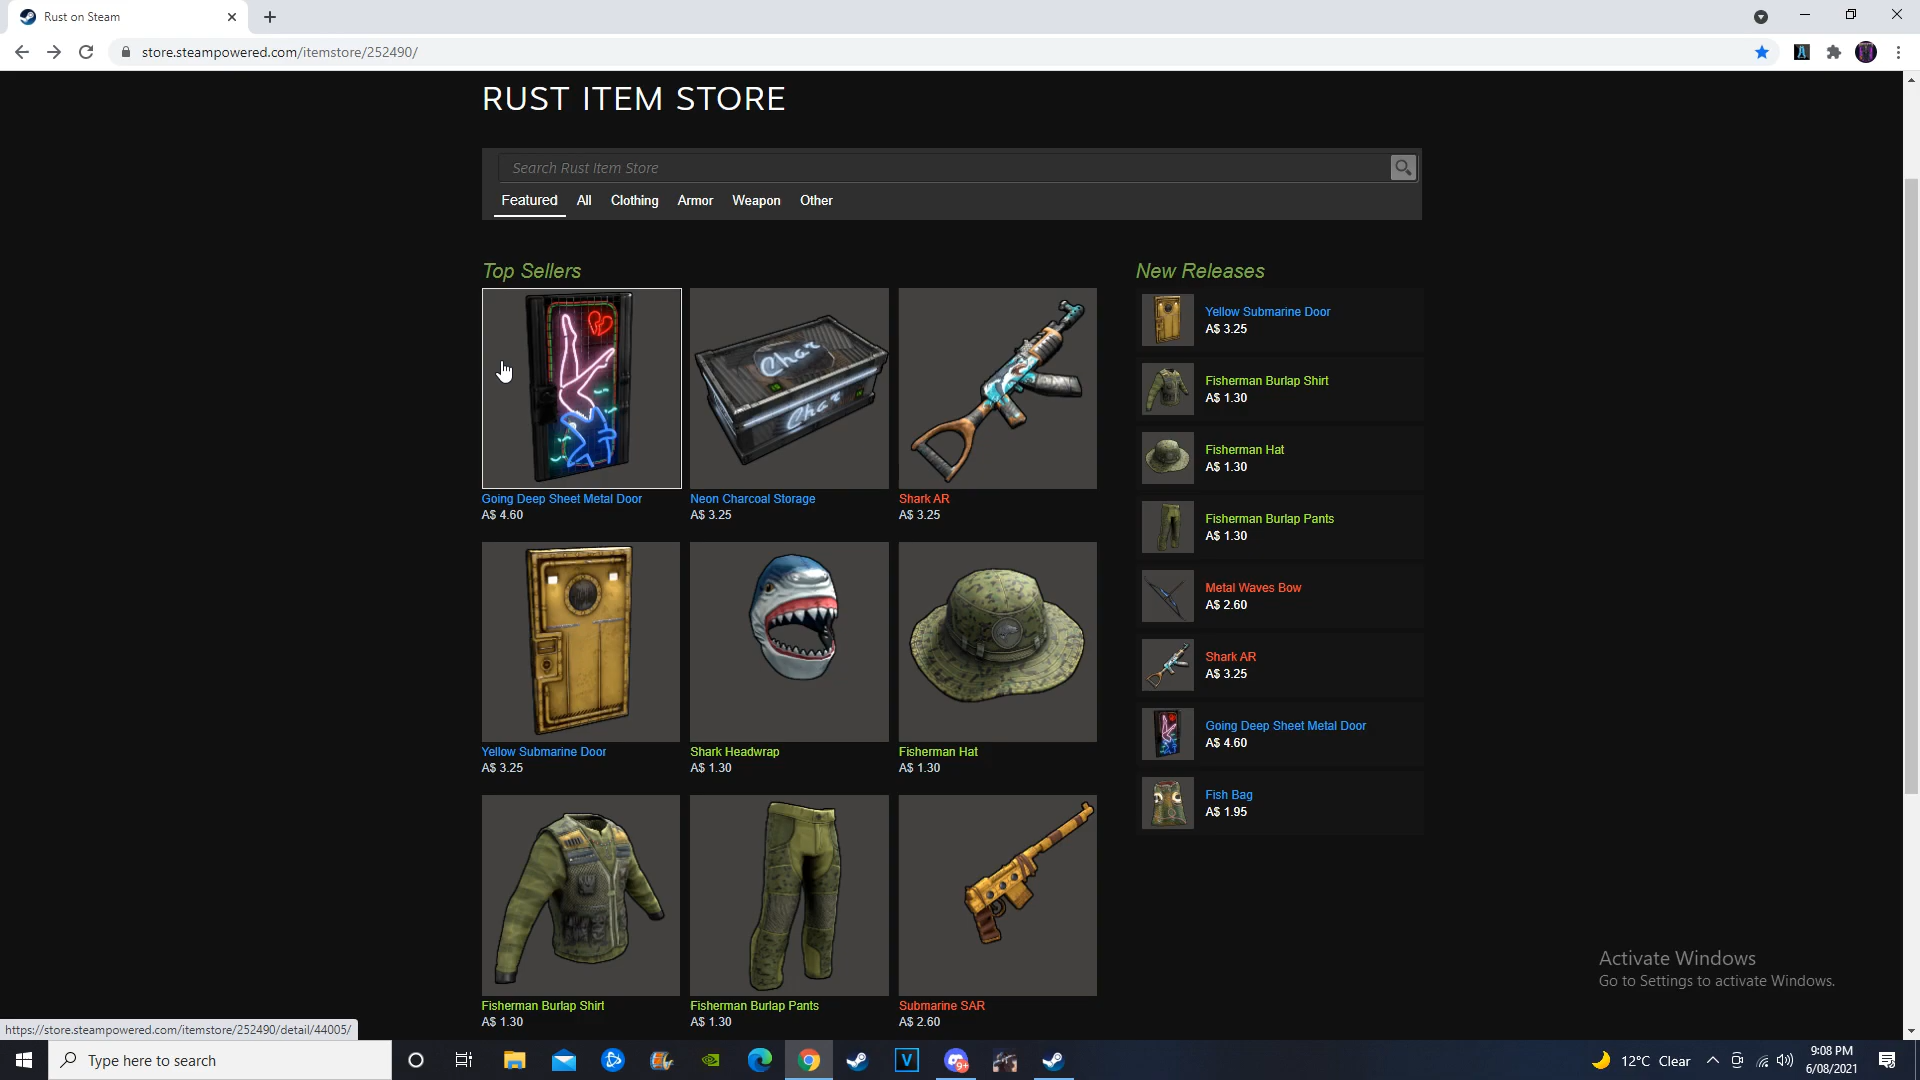 Rust on Steam
store.steampowered.com/itemstore/252490/
RUST ITEM STORE
Search Rust Item Store
Featured All Clothing Armor Weapon Other
Top Sellers
Char
Char
Going Deep Sheet Metal Door
A$ 4.60
Neon Charcoal Storage
A$ 3.25
Shark AR
A$ 3.25
Yellow Submarine Door
A$ 3.25
Shark Headwrap
A$ 1.30
Fisherman Hat
A$ 1.30
Fisherman Burlap Shirt
A$ 1.30
Fisherman Burlap Pants
A$ 1.30
Submarine SAR
A$ 2.60
New Releases
Yellow Submarine Door
A$ 3.25
Fisherman Burlap Shirt
A$ 1.30
Fisherman Hat
A$ 1.30
Fisherman Burlap Pants
A$ 1.30
Metal Waves Bow
A$ 2.60
Shark AR
A$ 3.25
Going Deep Sheet Metal Door
A$ 4.60
Fish Bag
A$ 1.95
Activate Windows
Go to Settings to activate Windows.
https://store.steampowered.com/itemstore/252490/detail/44005/
Type here to search
V
9+
12°C Clear
9:08 PM
6/08/2021